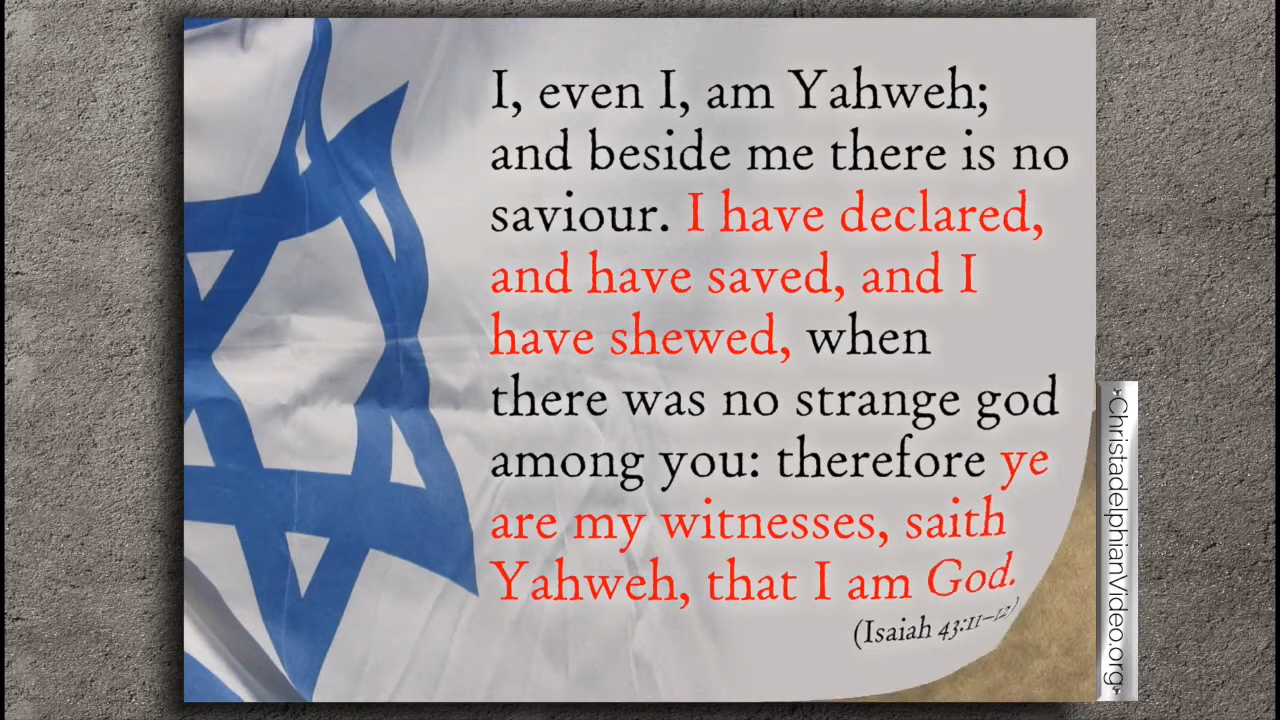 I, even I, am Yahweh;
and beside me there is no
saviour. I have declared,
and have saved, and I
have shewed, when
there was no strange god
among you: therefore ye
are my witnesses, saith
Yahweh, that I am God.
(Isaiah 43:11–12)
ChristadelphianVideo.org